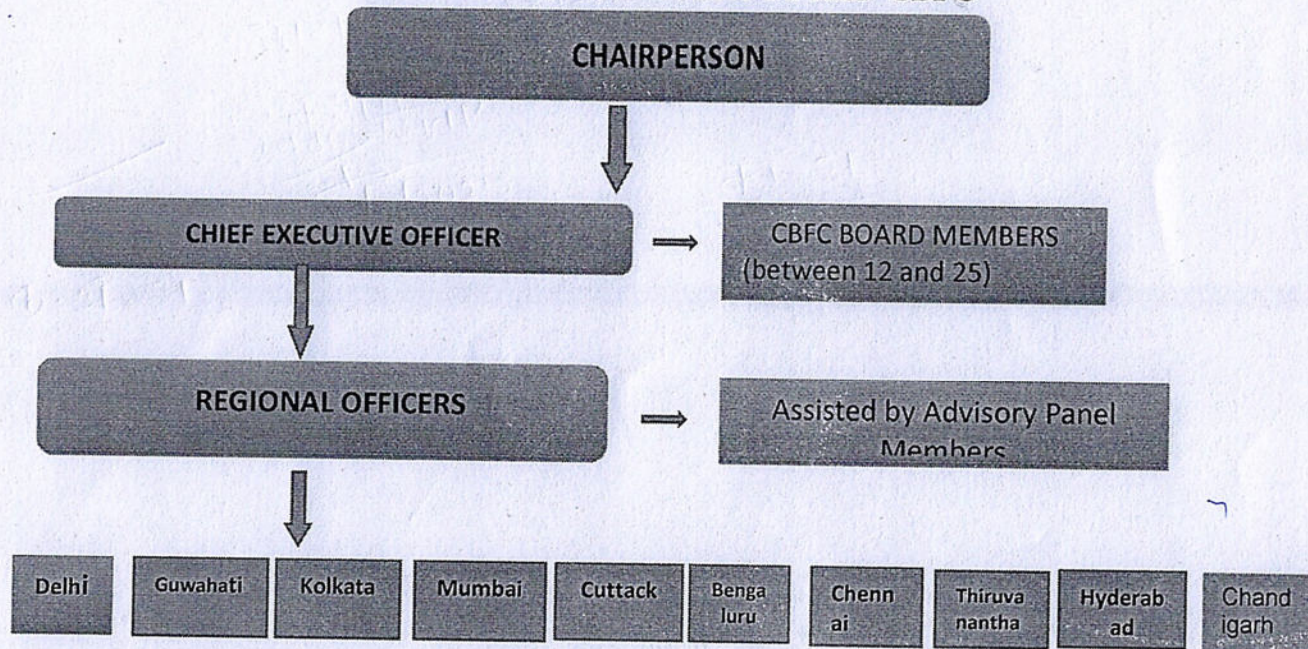 CHAIRPERSON
CHIEF EXECUTIVE OFFICER
CBFC BOARD MEMBERS
(between 12 and 25)
REGIONAL OFFICERS
Assisted by Advisory Panel
Members
Delhi
Guwahati
Kolkata
Mumbai
Cuttack
Benga
luru
Chenn
ai
Thiruva
nantha
Hyderab
ad
Chand
igarh